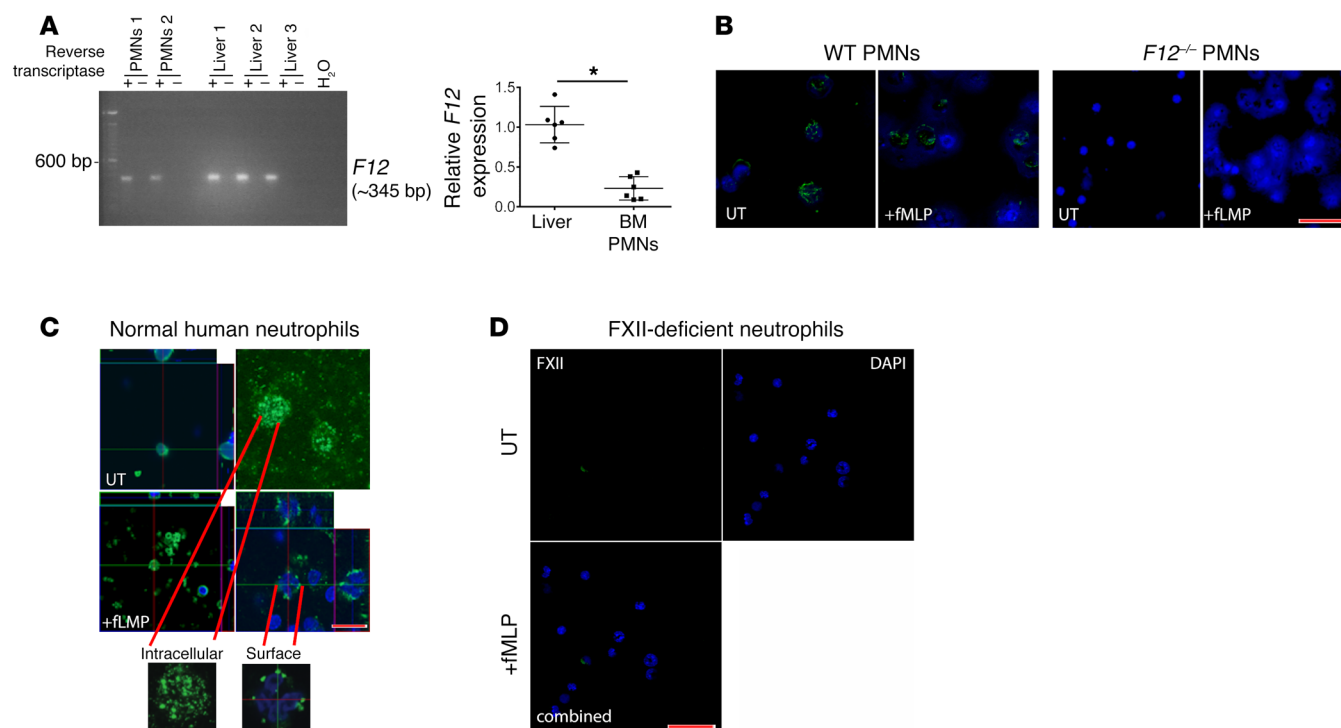 A
Reverse
transcriptase
+ − PMNs 1
+ − PMNs 2
+ − Liver 1
+ − Liver 2
+ − Liver 3
H2O
600 bp
F12
(~345 bp)
Relative F12
expression
1.5
1.0
0.5
0.0
*
Liver
BM
PMNs
B
WT PMNs
F12–/– PMNs
UT
+fMLP
UT
+fLMP
C
Normal human neutrophils
UT
+fLMP
Intracellular
Surface
D
FXII-deficient neutrophils
FXII
DAPI
UT
+fMLP
combined